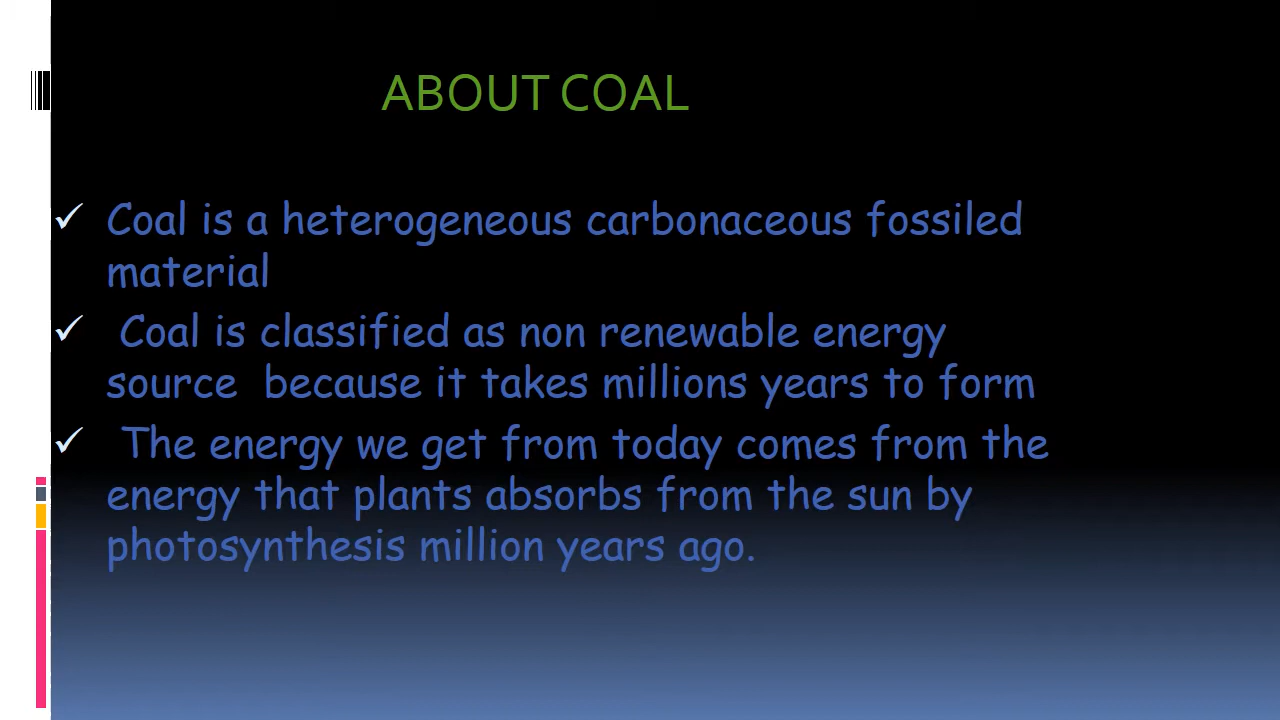 ABOUT COAL
✓ Coal is a heterogeneous carbonaceous fossiled
material
✓ Coal is classified as non renewable energy
source because it takes millions years to form
✓ The energy we get from today comes from the
energy that plants absorbs from the sun by
photosynthesis million years ago.